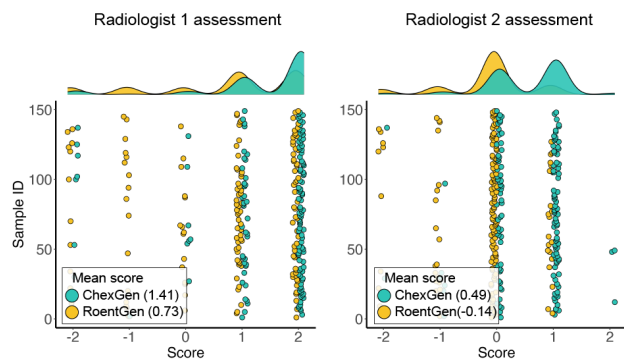 Radiologist 1 assessment
150
100
50
0
Sample ID
Mean score
ChexGen (1.41)
RoentGen (0.73)
-2 -1 0 1 2
Score
Radiologist 2 assessment
150
100
50
0
Mean score
ChexGen (0.49)
RoentGen(-0.14)
-2 -1 0 1 2
Score